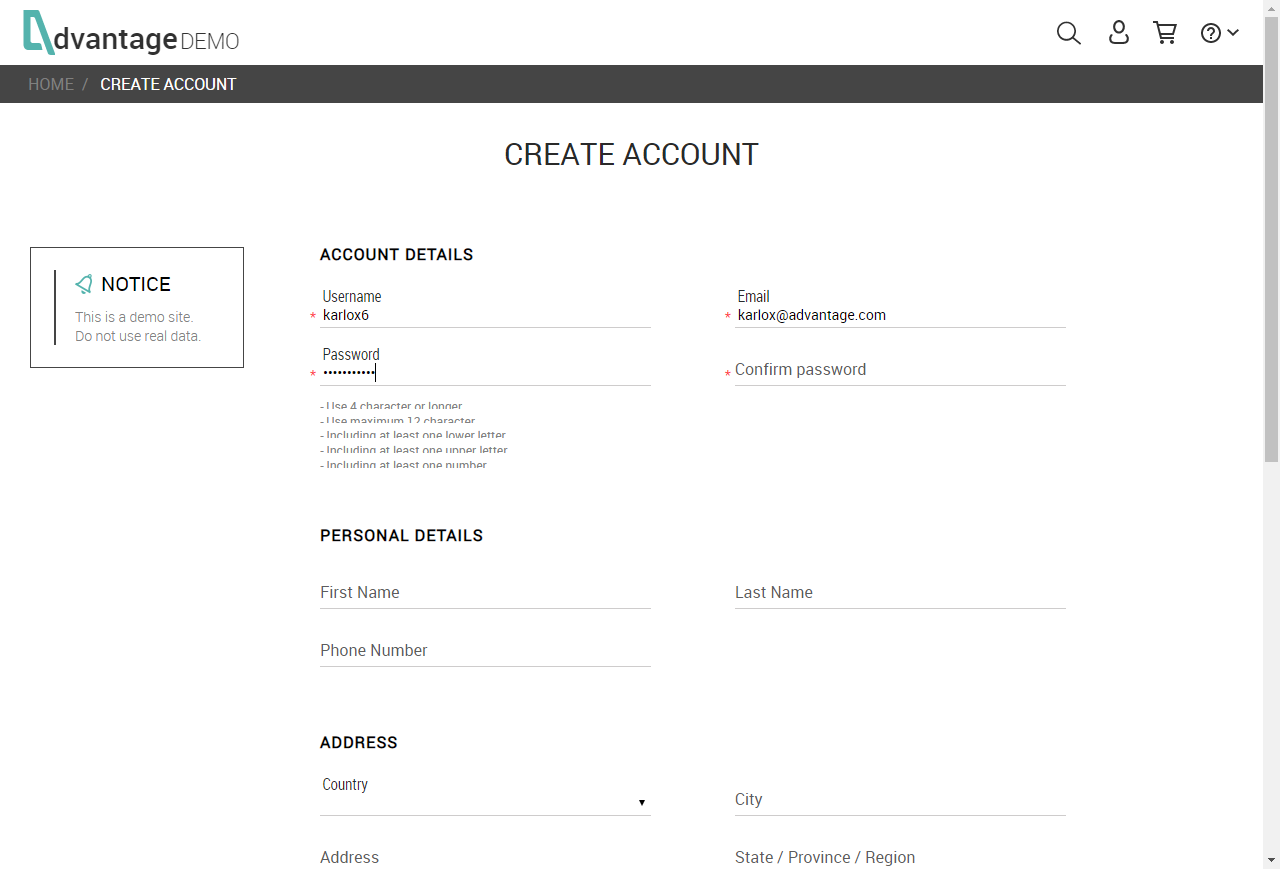 dvantage DEMO
HOME / CREATE ACCOUNT
CREATE ACCOUNT
NOTICE
This is a demo site.
Do not use real data.
ACCOUNT DETAILS
Username
* karlox6
Email
* karlox@advantage.com
Password
* •••••••••••
* Confirm password
- Use 4 character or longer
- Use maximum 12 character
- Including at least one lower letter
- Including at least one upper letter
- Including at least one number
PERSONAL DETAILS
First Name
Last Name
Phone Number
ADDRESS
Country
City
Address
State / Province / Region